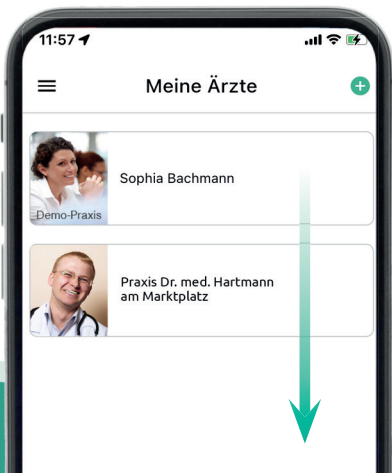 11:57
Meine Ärzte
Sophia Bachmann
Demo-Praxis
Praxis Dr. med. Hartmann
am Marktplatz